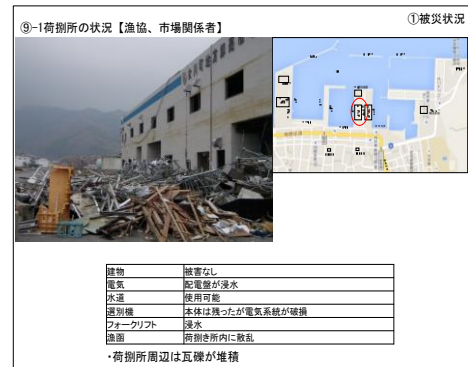 ⑨-1荷捌所の状況【漁協、市場関係者】
①被災状況
建物 被害なし
電気 配電盤が浸水
水道 使用可能
選別機 本体は残ったが電気系統が破損
フォークリフト 浸水
漁函 荷捌き所内に散乱
・荷捌所周辺は瓦礫が堆積